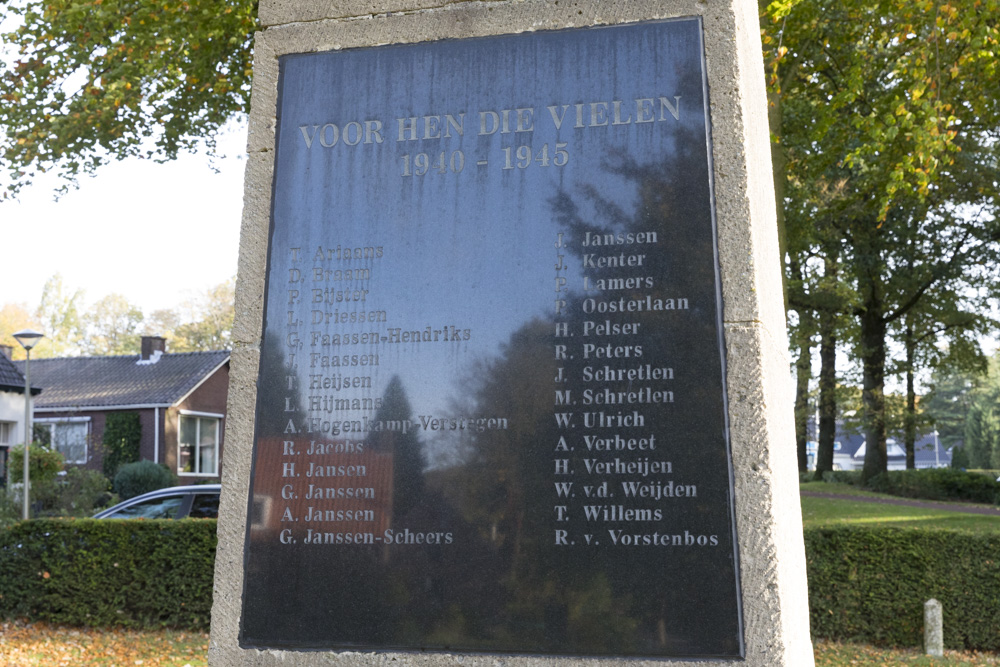 VOOR HEN DIE VIELEN
1940 - 1945
T. Ariaans
D. Braam
P. Bijster
L. Driessen
G. Faassen-Hendriks
J. Faassen
T. Heijsen
L. Hijmans
A. Hogenkamp-Verstegen
R. Jacobs
H. Jansen
G. Janssen
A. Janssen
G. Janssen-Scheers
J. Janssen
J. Kenter
P. Lamers
P. Oosterlaan
H. Pelser
R. Peters
J. Schretlen
M. Schretlen
W. Ulrich
A. Verbeet
H. Verheijen
W. v.d. Weijden
T. Willems
R. v. Vorstenbos